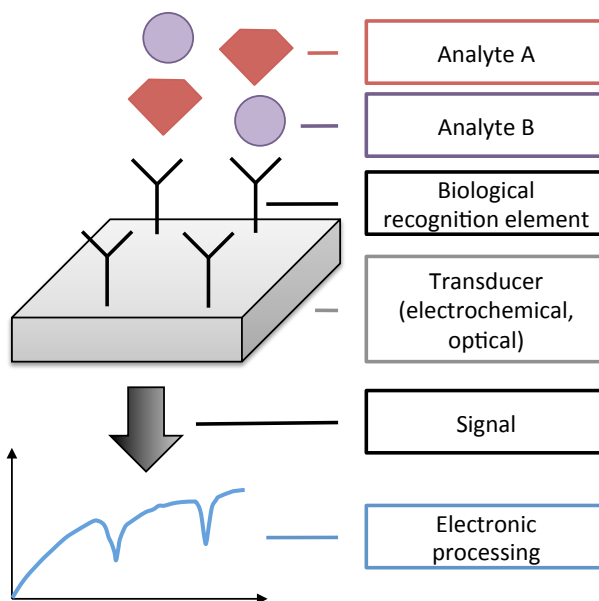 Analyte A
Analyte B
Biological
recognition element
Transducer
(electrochemical,
optical)
Signal
Electronic
processing